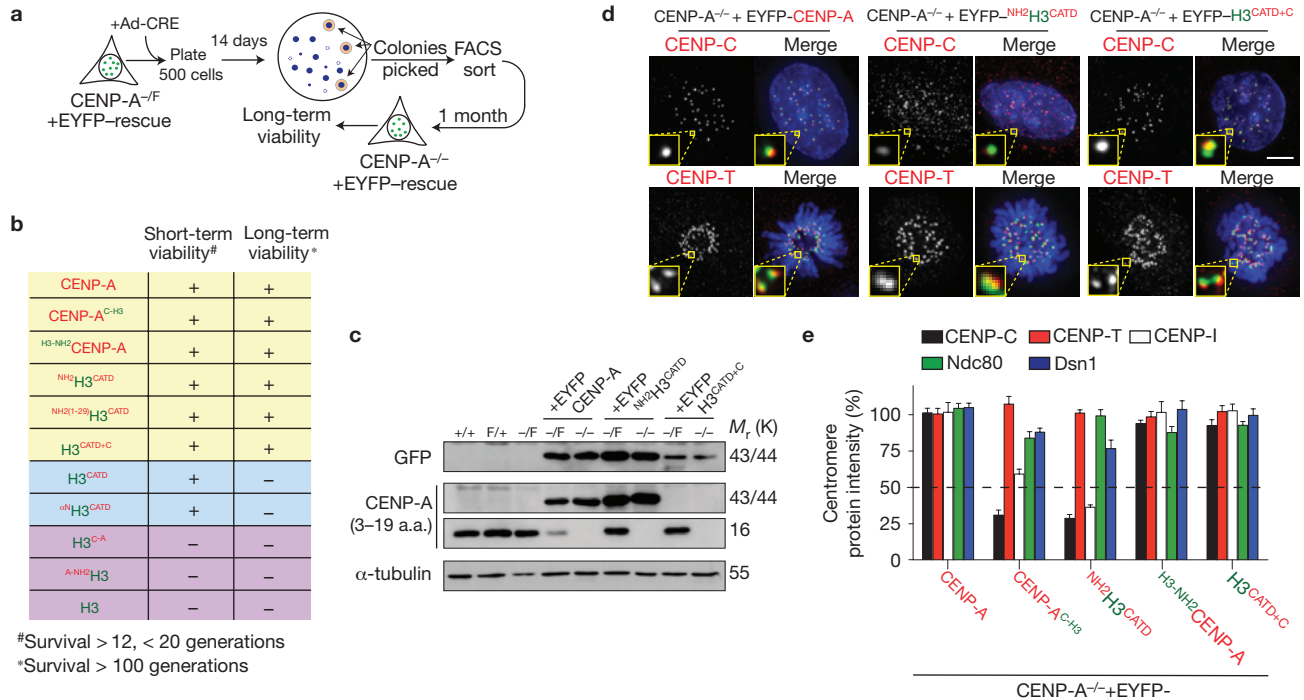 a
+Ad-CRE
Plate
500 cells
14 days
Colonies
picked
FACS
sort
CENP-A–/F
+EYFP–rescue
Long-term
viability
1 month
CENP-A–/–
+EYFP–rescue
b
Short-term viability# Long-term viability*
CENP-A + +
CENP-AC-H3 + +
H3-NH2CENP-A + +
NH2H3CATD + +
NH2(1-29)H3CATD + +
H3CATD+C + +
H3CATD + –
αNH3CATD + –
H3C-A – –
A-NH2H3 – –
H3 – –
#Survival > 12, < 20 generations
*Survival > 100 generations
c
+EYFP CENP-A
+EYFP NH2H3CATD
+EYFP H3CATD+C
+/+ F/+ –/F –/F –/– –/F –/– –/F –/– Mr (K)
GFP 43/44
CENP-A 43/44
(3–19 a.a.) 16
α-tubulin 55
d
CENP-A–/– + EYFP-CENP-A CENP-A–/– + EYFP–NH2H3CATD CENP-A–/– + EYFP–H3CATD+C
CENP-C Merge CENP-C Merge CENP-C Merge
CENP-T Merge CENP-T Merge CENP-T Merge
e
CENP-C CENP-T CENP-I
Ndc80 Dsn1
Centromere
protein intensity (%)
100
75
50
25
0
CENP-A
CENP-AC-H3
NH2H3CATD
H3-NH2CENP-A
H3CATD+C
CENP-A–/–+EYFP-